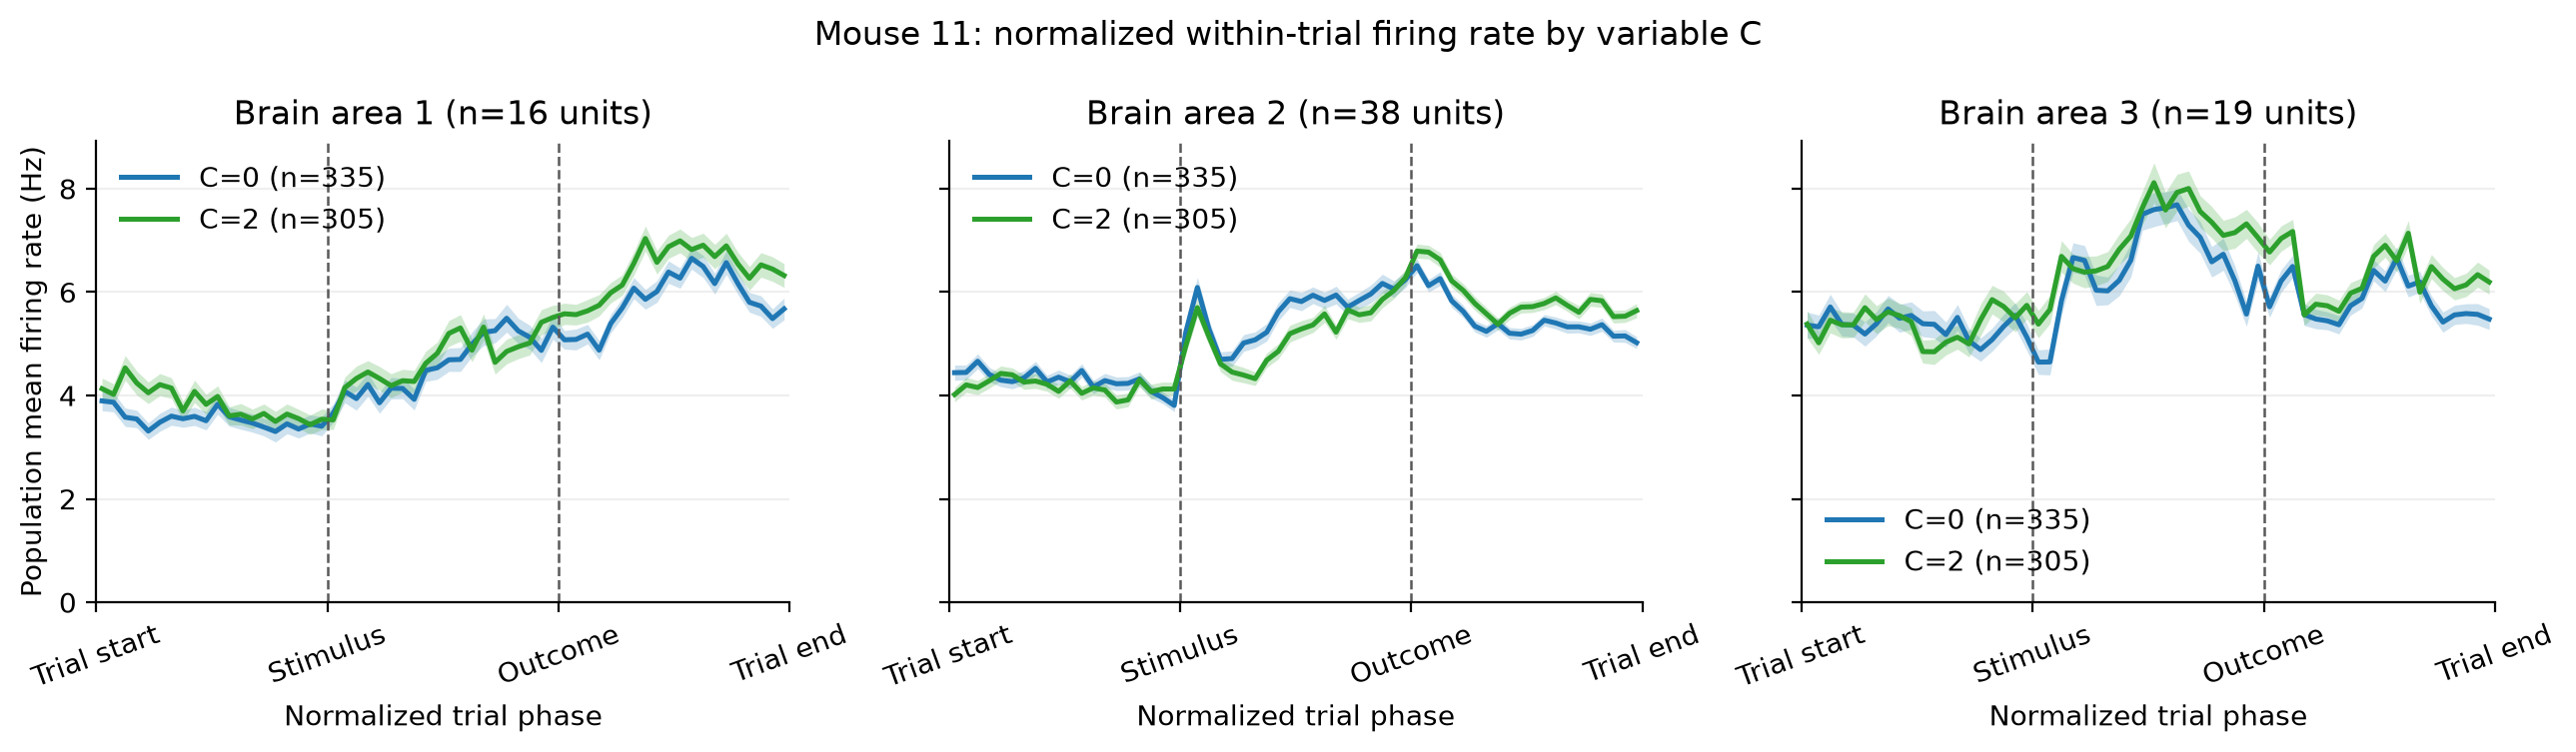 Mouse 11: normalized within-trial firing rate by variable C
Brain area 1 (n=16 units)
Population mean firing rate (Hz)
8
6
4
2
0
C=0 (n=335)
C=2 (n=305)
Trial start
Stimulus
Outcome
Trial end
Normalized trial phase
Brain area 2 (n=38 units)
C=0 (n=335)
C=2 (n=305)
Trial start
Stimulus
Outcome
Trial end
Normalized trial phase
Brain area 3 (n=19 units)
C=0 (n=335)
C=2 (n=305)
Trial start
Stimulus
Outcome
Trial end
Normalized trial phase